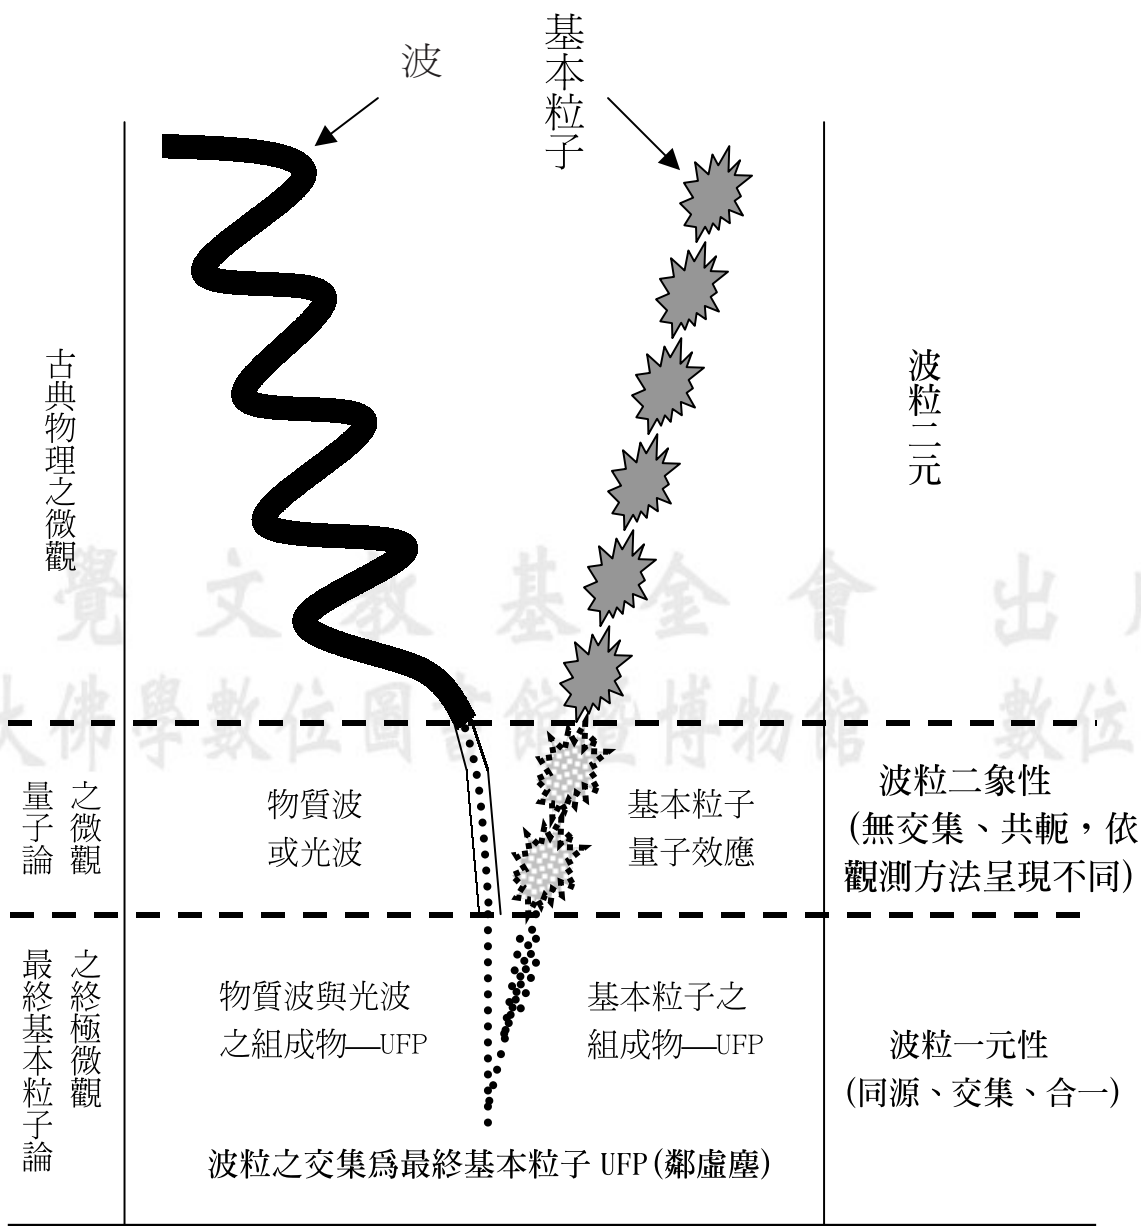 波
基本粒子
古典物理之微觀
波粒二元
覺文教基金會 出
大佛學數位圖書館暨博物館 數位
量子論
之微觀
物質波
或光波
基本粒子
量子效應
波粒二象性
(無交集、共軛，依
觀測方法呈現不同)
最終基本粒子論
之終極微觀
物質波與光波
之組成物—UFP
基本粒子之
組成物—UFP
波粒一元性
(同源、交集、合一)
波粒之交集爲最終基本粒子 UFP(鄰虛塵)